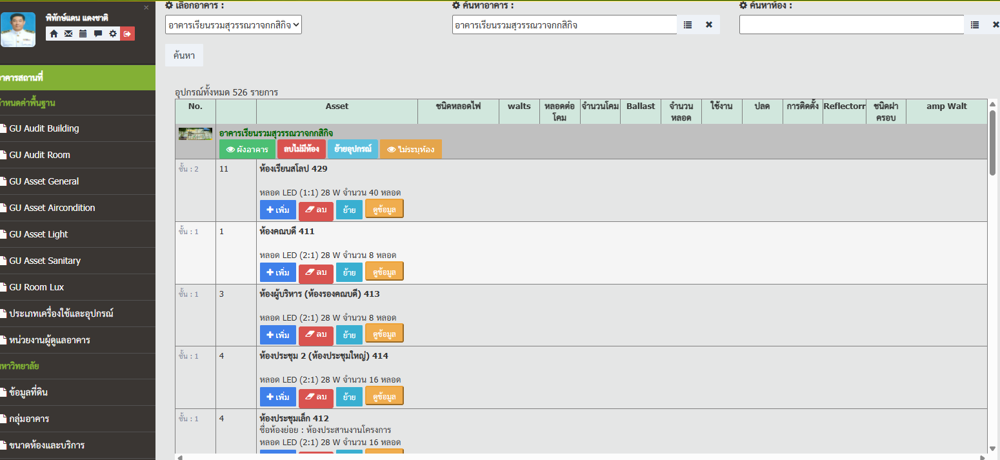 พิทักษ์แดน แดงชาติ
อาคารสถานที่
กำหนดค่าพื้นฐาน
GU Audit Building
GU Audit Room
GU Asset General
GU Asset Aircondition
GU Asset Light
GU Asset Sanitary
GU Room Lux
ประเภทเครื่องใช้และอุปกรณ์
หน่วยงานผู้ดูแลอาคาร
มหาวิทยาลัย
ข้อมูลที่ดิน
กลุ่มอาคาร
ขนาดห้องและบริการ
เลือกอาคาร : ค้นหาอาคาร : ค้นหาห้อง :
อาคารเรียนรวมสุวรรณวาจกกสิกิจ อาคารเรียนรวมสุวรรณวาจกกสิกิจ
ค้นหา
อุปกรณ์ทั้งหมด 526 รายการ
No. Asset ชนิดหลอดไฟ walts หลอดต่อโคม จำนวนโคม Ballast จำนวนหลอด ใช้งาน ปลด การติดตั้ง Reflectorr ชนิดฝาครอบ amp Walt
อาคารเรียนรวมสุวรรณวาจกกสิกิจ
ผังอาคาร ลบไม่มีห้อง ย้ายอุปกรณ์ ไม่ระบุห้อง
ชั้น : 2 11 ห้องเรียนสโลป 429
หลอด LED (1:1) 28 W จำนวน 40 หลอด
เพิ่ม ลบ ย้าย ดูข้อมูล
ชั้น : 1 1 ห้องคณบดี 411
หลอด LED (2:1) 28 W จำนวน 8 หลอด
เพิ่ม ลบ ย้าย ดูข้อมูล
ชั้น : 1 3 ห้องผู้บริหาร (ห้องรองคณบดี) 413
หลอด LED (2:1) 28 W จำนวน 8 หลอด
เพิ่ม ลบ ย้าย ดูข้อมูล
ชั้น : 1 4 ห้องประชุม 2 (ห้องประชุมใหญ่) 414
หลอด LED (2:1) 28 W จำนวน 16 หลอด
เพิ่ม ลบ ย้าย ดูข้อมูล
ชั้น : 1 4 ห้องประชุมเล็ก 412
ชื่อห้องย่อย : ห้องประสานงานโครงการ
หลอด LED (2:1) 28 W จำนวน 16 หลอด